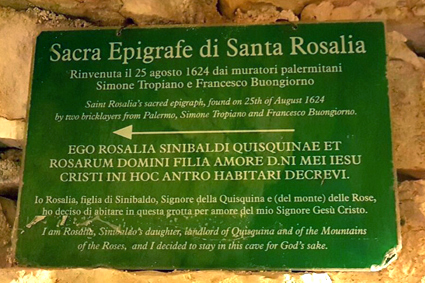 Sacra Epigrafe di Santa Rosalia
Rinvenuta il 25 agosto 1624 dai muratori palermitani
Simone Tropiano e Francesco Buongiorno
Saint Rosalia's sacred epigraph, found on 25th of August 1624
by two bricklayers from Palermo, Simone Tropiano and Francesco Buongiorno.
EGO ROSALIA SINIBALDI QUISQUINAE ET
ROSARUM DOMINI FILIA AMORE D.NI MEI IESU
CRISTI INI HOC ANTRO HABITARI DECREVI.
Io Rosalia, figlia di Sinibaldo, Signore della Quisquina e (del monte) delle Rose,
ho deciso di abitare in questa grotta per amore del mio Signore Gesù Cristo.
I am Rosalia, Sinibaldo's daughter, landlord of Quisquina and of the Mountains
of the Roses, and I decided to stay in this cave for God's sake.